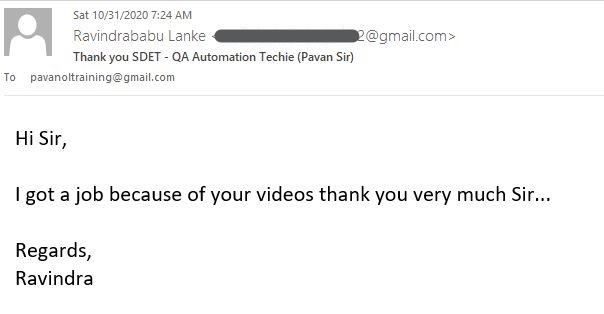 Sat 10/31/2020 7:24 AM
Ravindrababu Lanke < 2@gmail.com>
Thank you SDET - QA Automation Techie (Pavan Sir)
To pavanoltraining@gmail.com
Hi Sir,
I got a job because of your videos thank you very much Sir...
Regards,
Ravindra